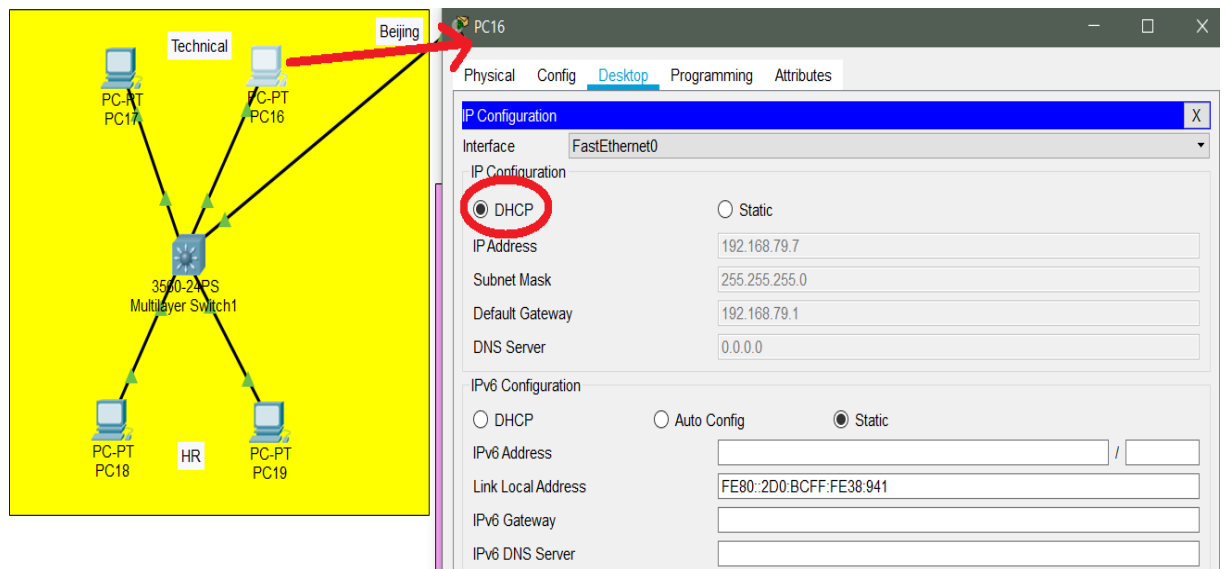 Technical
Beijing
PC-PT
PC17
PC-PT
PC16
3560-24PS
Multilayer Switch1
PC-PT
PC18
HR
PC-PT
PC19
PC16
Physical Config Desktop Programming Attributes
IP Configuration X
Interface FastEthernet0
IP Configuration
DHCP Static
IP Address 192.168.79.7
Subnet Mask 255.255.255.0
Default Gateway 192.168.79.1
DNS Server 0.0.0.0
IPv6 Configuration
DHCP Auto Config Static
IPv6 Address /
Link Local Address FE80::2D0:BCFF:FE38:941
IPv6 Gateway
IPv6 DNS Server